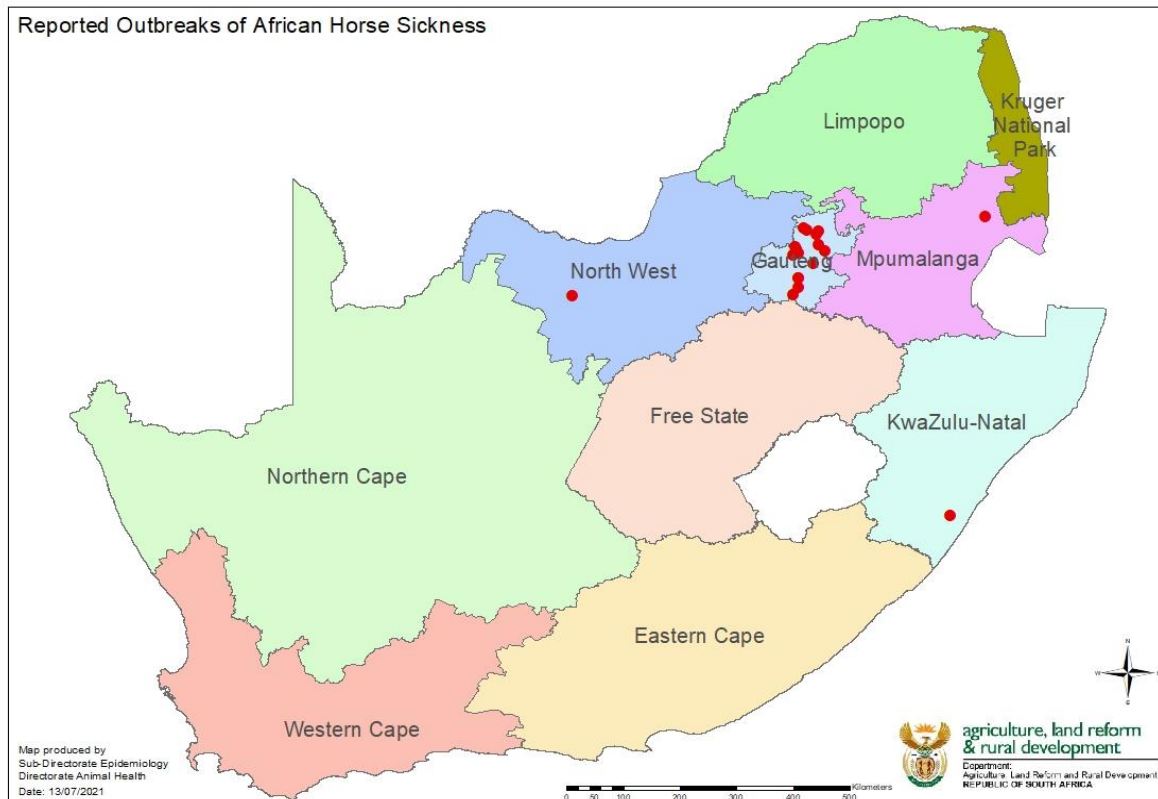 Reported Outbreaks of African Horse Sickness
Limpopo
Kruger
National
Park
North West
Gauteng
Mpumalanga
Free State
KwaZulu-Natal
Northern Cape
Eastern Cape
Western Cape
N
W
S
Map produced by
Sub-Directorate Epidemiology
Directorate Animal Health
Date: 13/07/2021
Kilometers
0 50 100 200 300 400 500
agriculture, land reform
& rural development
Department:
Agriculture, Land Reform and Rural Development
REPUBLIC OF SOUTH AFRICA